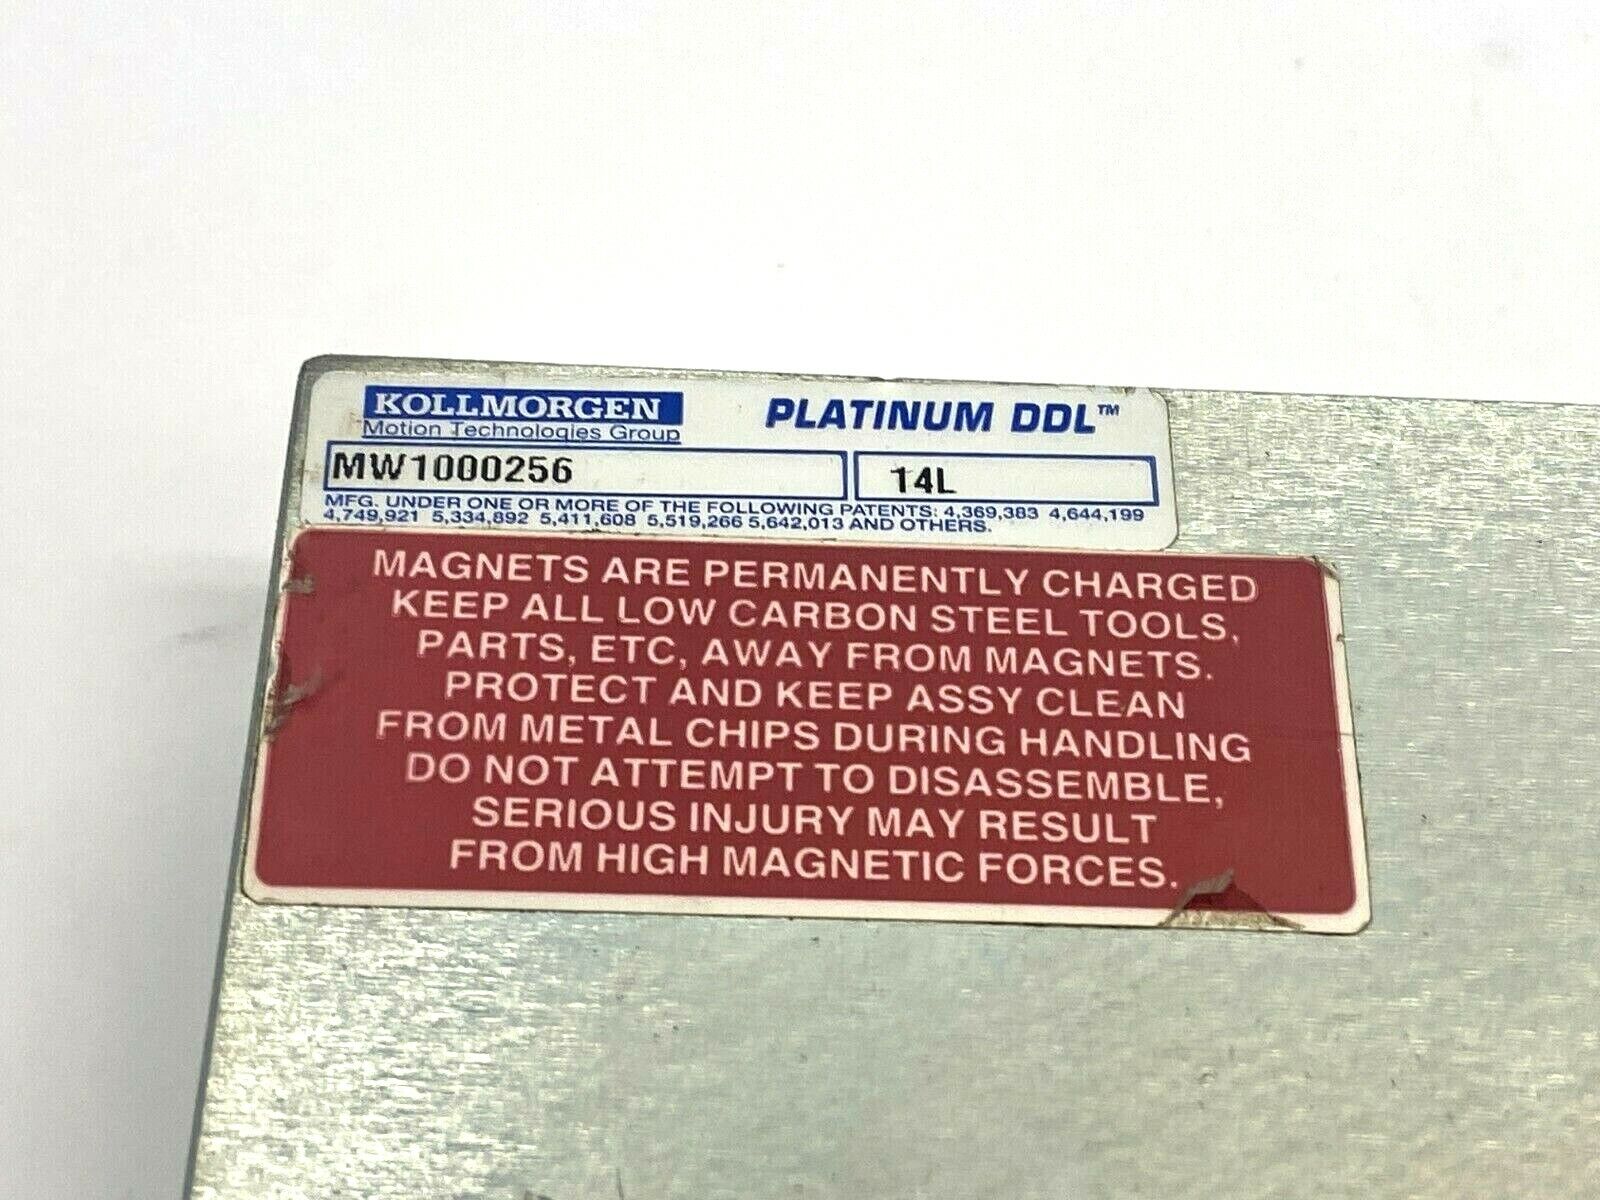 KOLLMORGEN
Motion Technologies Group
PLATINUM DDL™
MW1000256
14L
MFG. UNDER ONE OR MORE OF THE FOLLOWING PATENTS: 4,369,383 4,644,199
4,749,921 5,334,892 5,411,608 5,519,266 5,642,013 AND OTHERS.
MAGNETS ARE PERMANENTLY CHARGED
KEEP ALL LOW CARBON STEEL TOOLS,
PARTS, ETC, AWAY FROM MAGNETS.
PROTECT AND KEEP ASSY CLEAN
FROM METAL CHIPS DURING HANDLING
DO NOT ATTEMPT TO DISASSEMBLE,
SERIOUS INJURY MAY RESULT
FROM HIGH MAGNETIC FORCES.